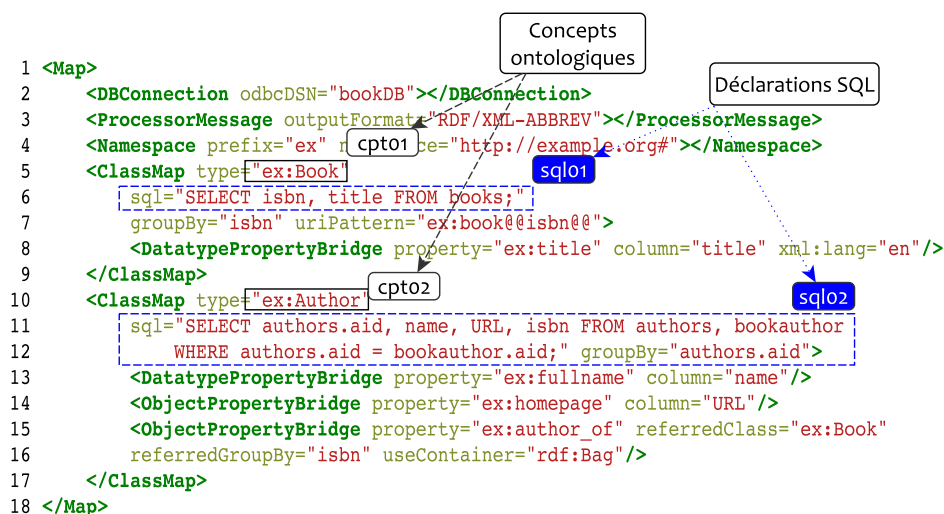 Concepts
ontologiques
Déclarations SQL
1 <Map>
2 <DBConnection odbcDSN="bookDB"></DBConnection>
3 <ProcessorMessage outputFormat="RDF/XML-ABBREV"></ProcessorMessage>
cpt01
4 <Namespace prefix="ex" n ce="http://example.org#"></Namespace>
sql01
5 <ClassMap type="ex:Book"
6 sql="SELECT isbn, title FROM books;"
7 groupBy="isbn" uriPattern="ex:book@@isbn@@">
8 <DatatypePropertyBridge property="ex:title" column="title" xml:lang="en"/>
9 </ClassMap>
cpt02
sql02
10 <ClassMap type="ex:Author"
11 sql="SELECT authors.aid, name, URL, isbn FROM authors, bookauthor
12 WHERE authors.aid = bookauthor.aid;" groupBy="authors.aid">
13 <DatatypePropertyBridge property="ex:fullname" column="name"/>
14 <ObjectPropertyBridge property="ex:homepage" column="URL"/>
15 <ObjectPropertyBridge property="ex:author_of" referredClass="ex:Book"
16 referredGroupBy="isbn" useContainer="rdf:Bag"/>
17 </ClassMap>
18 </Map>